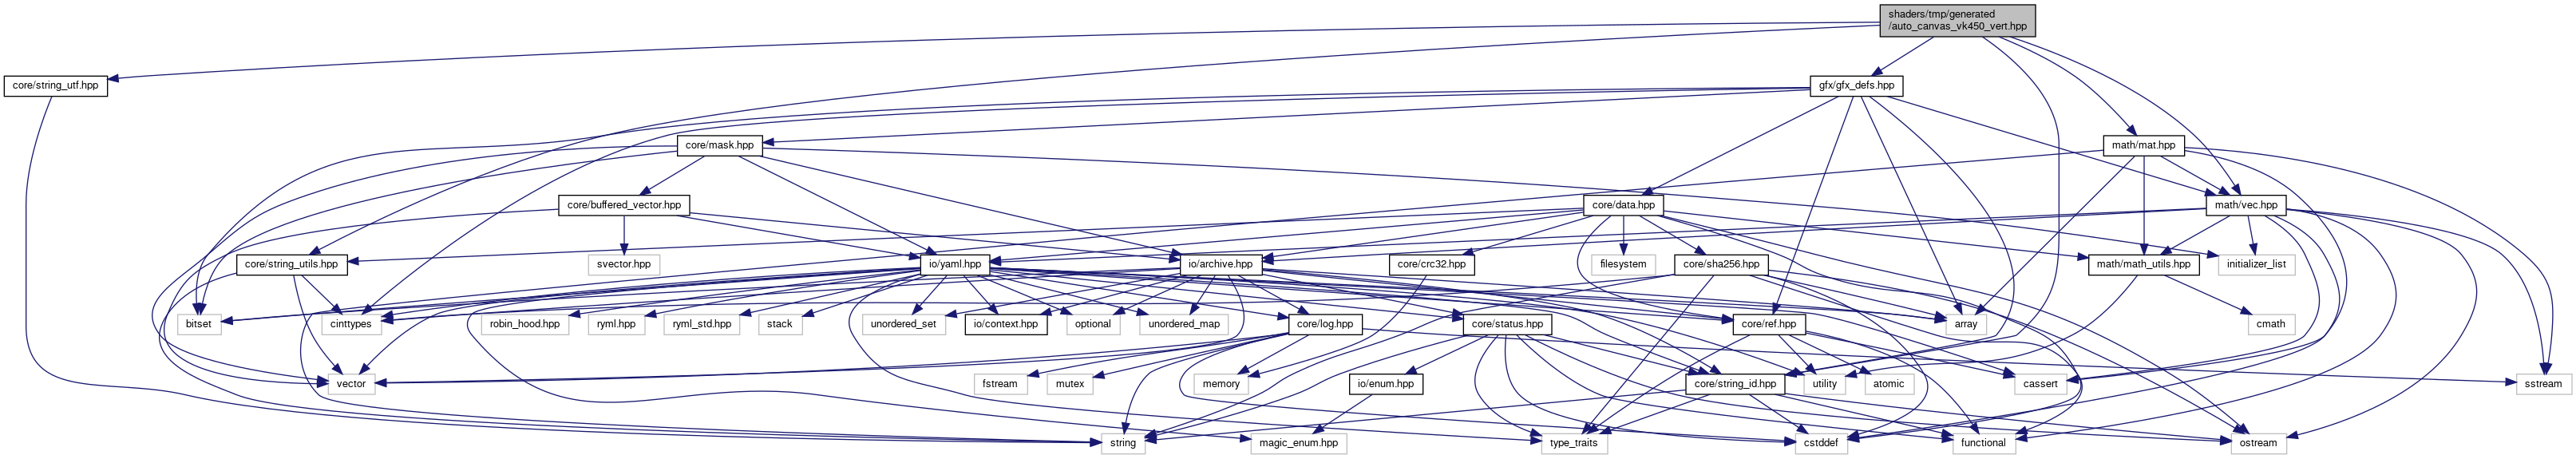 shaders/tmp/generated
/auto_canvas_vk450_vert.hpp
core/string_utf.hpp
gfx/gfx_defs.hpp
core/mask.hpp
math/mat.hpp
core/buffered_vector.hpp
core/data.hpp
math/vec.hpp
core/string_utils.hpp
svector.hpp
io/yaml.hpp
io/archive.hpp
core/crc32.hpp
filesystem
core/sha256.hpp
math/math_utils.hpp
initializer_list
bitset
cinttypes
robin_hood.hpp
ryml.hpp
ryml_std.hpp
stack
unordered_set
io/context.hpp
optional
unordered_map
core/log.hpp
core/status.hpp
core/ref.hpp
array
cmath
vector
fstream
mutex
memory
io/enum.hpp
core/string_id.hpp
utility
atomic
cassert
sstream
string
magic_enum.hpp
type_traits
cstddef
functional
ostream